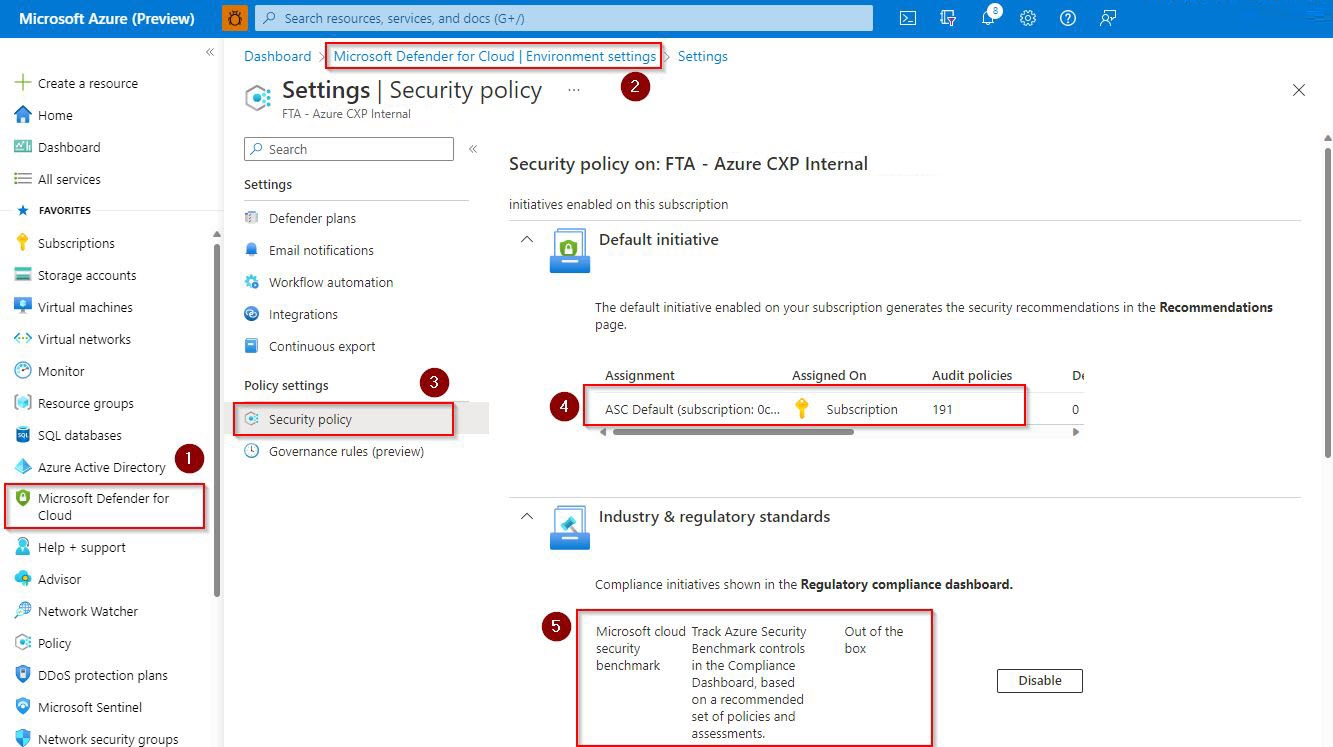 Microsoft Azure (Preview)
Search resources, services, and docs (G+/)
8
Create a resource
Home
Dashboard
All services
FAVORITES
Subscriptions
Storage accounts
Virtual machines
Virtual networks
Monitor
Resource groups
SQL databases
Azure Active Directory
1
Microsoft Defender for
Cloud
Help + support
Advisor
Network Watcher
Policy
DDoS protection plans
Microsoft Sentinel
Network security groups
Dashboard > Microsoft Defender for Cloud | Environment settings > Settings
2
Settings | Security policy ...
FTA - Azure CXP Internal
Search
Settings
Defender plans
Email notifications
Workflow automation
Integrations
Continuous export
Policy settings
3
Security policy
Governance rules (preview)
Security policy on: FTA - Azure CXP Internal
initiatives enabled on this subscription
Default initiative
The default initiative enabled on your subscription generates the security recommendations in the Recommendations
page.
Assignment Assigned On Audit policies De
4
ASC Default (subscription: 0c... Subscription 191 0
Industry & regulatory standards
Compliance initiatives shown in the Regulatory compliance dashboard.
5
Microsoft cloud
security
benchmark
Track Azure Security
Benchmark controls
in the Compliance
Dashboard, based
on a recommended
set of policies and
assessments.
Out of the
box
Disable